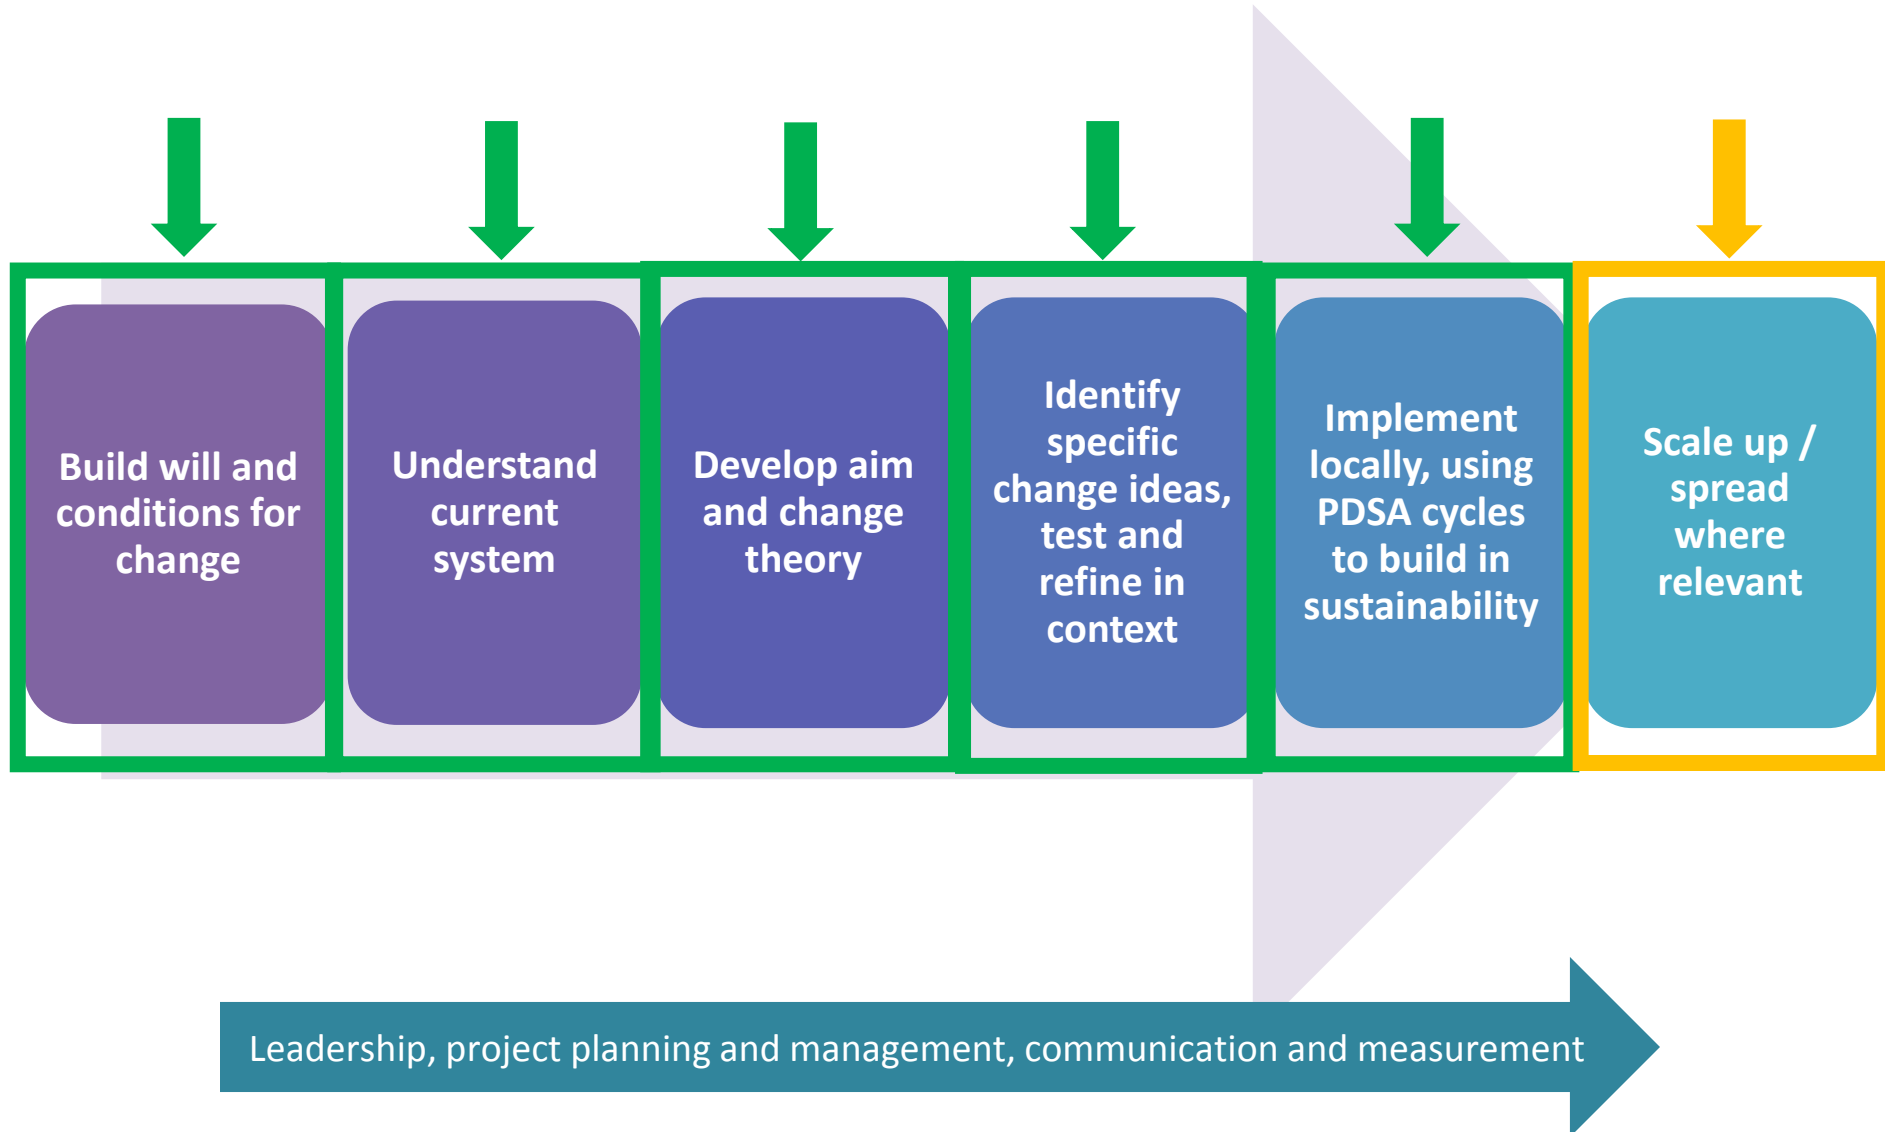 Build will and
conditions for
change
Understand
current
system
Develop aim
and change
theory
Identify
specific
change ideas,
test and
refine in
context
Implement
locally, using
PDSA cycles
to build in
sustainability
Scale up /
spread
where
relevant
Leadership, project planning and management, communication and measurement